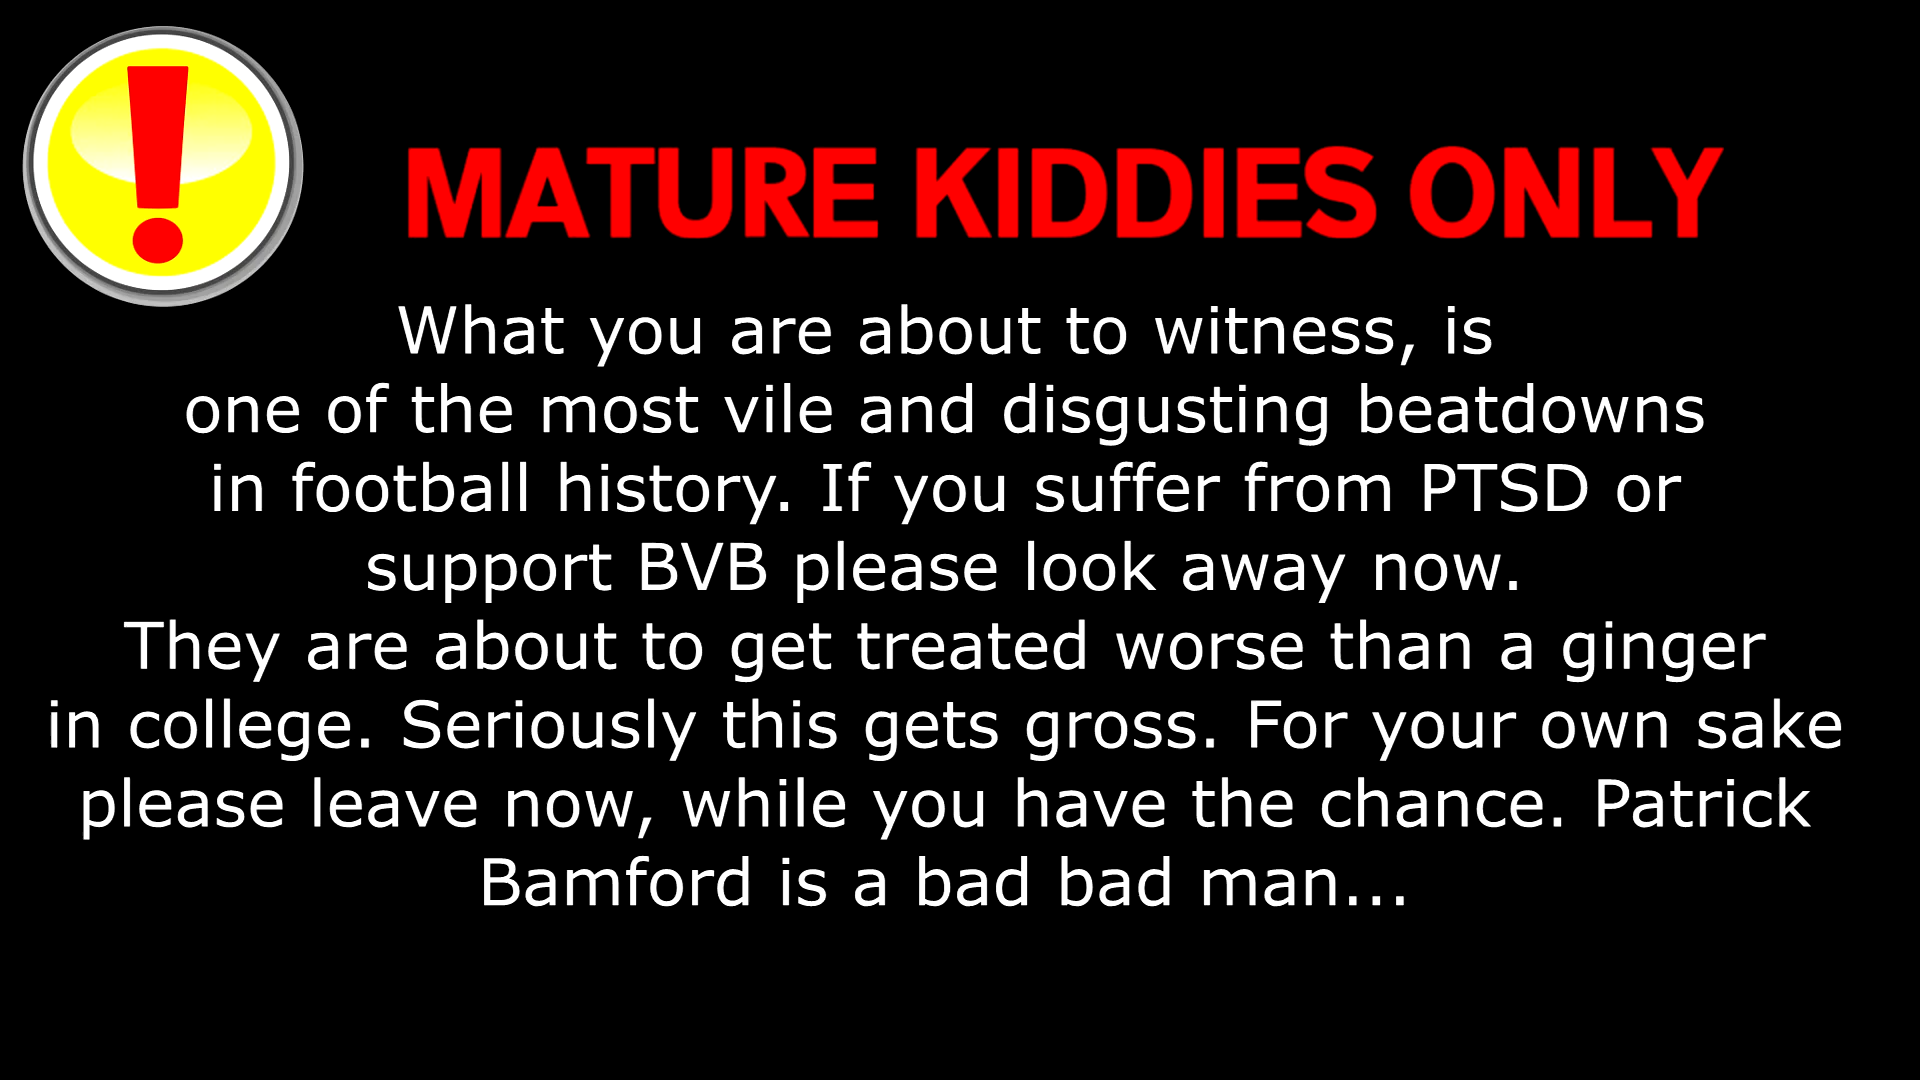 MATURE KIDDIES ONLY
What you are about to witness, is
one of the most vile and disgusting beatdowns
in football history. If you suffer from PTSD or
support BVB please look away now.
They are about to get treated worse than a ginger
in college. Seriously this gets gross. For your own sake
please leave now, while you have the chance. Patrick
Bamford is a bad bad man...